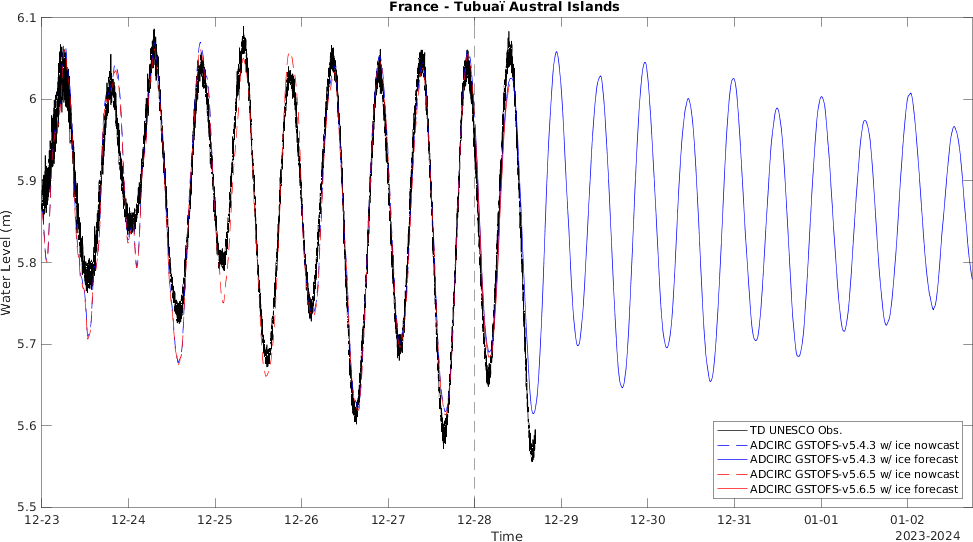 France - Tubuaï Austral Islands
6.1
6
5.9
5.8
5.7
5.6
5.5
Water Level (m)
TD UNESCO Obs.
ADCIRC GSTOFS-v5.4.3 w/ ice nowcast
ADCIRC GSTOFS-v5.4.3 w/ ice forecast
ADCIRC GSTOFS-v5.6.5 w/ ice nowcast
ADCIRC GSTOFS-v5.6.5 w/ ice forecast
12-23 12-24 12-25 12-26 12-27 12-28 12-29 12-30 12-31 01-01 01-02
Time
2023-2024